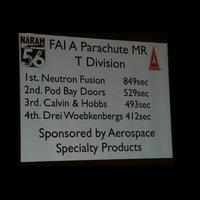 NARAM
56
FAI A Parachute MR
T Division
1st. Neutron Fusion 849sec
2nd. Pod Bay Doors 529sec
3rd. Calvin & Hobbs 493sec
4th. Drei Woebkenbergs 412sec
Sponsored by Aerospace
Specialty Products